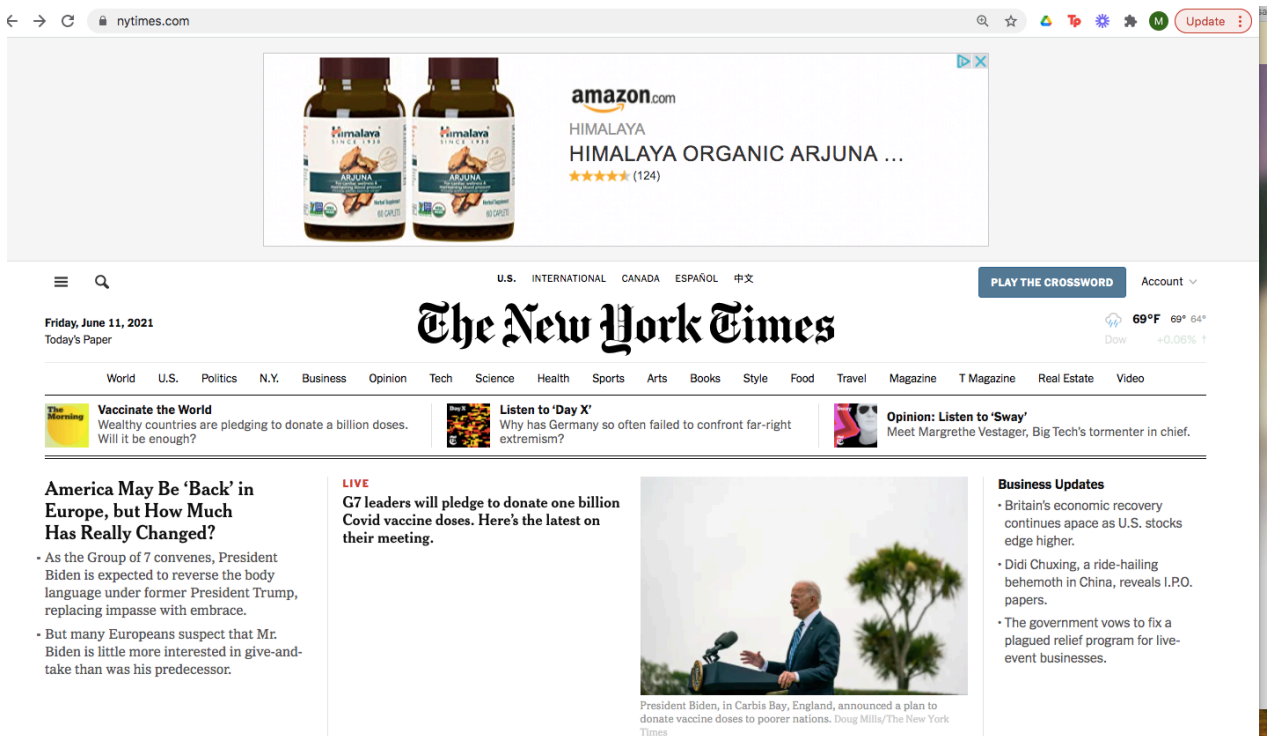 nytimes.com
Tp
M
Update
Himalaya
SINCE 1930
ARJUNA
60 CAPLETS
Himalaya
SINCE 1930
ARJUNA
60 CAPLETS
amazon.com
HIMALAYA
HIMALAYA ORGANIC ARJUNA ...
(124)
U.S. INTERNATIONAL CANADA ESPAÑOL 中文
PLAY THE CROSSWORD
Account
Friday, June 11, 2021
Today's Paper
The New York Times
69°F 69° 64°
Dow +0.06% ↑
World U.S. Politics N.Y. Business Opinion Tech Science Health Sports Arts Books Style Food Travel Magazine T Magazine Real Estate Video
The
Morning
Vaccinate the World
Wealthy countries are pledging to donate a billion doses.
Will it be enough?
Day X
Listen to ‘Day X’
Why has Germany so often failed to confront far-right
extremism?
Sway
Opinion: Listen to ‘Sway’
Meet Margrethe Vestager, Big Tech's tormenter in chief.
America May Be ‘Back’ in
Europe, but How Much
Has Really Changed?
- As the Group of 7 convenes, President
Biden is expected to reverse the body
language under former President Trump,
replacing impasse with embrace.
- But many Europeans suspect that Mr.
Biden is little more interested in give-and-
take than was his predecessor.
LIVE
G7 leaders will pledge to donate one billion
Covid vaccine doses. Here’s the latest on
their meeting.
President Biden, in Carbis Bay, England, announced a plan to
donate vaccine doses to poorer nations. Doug Mills/The New York
Times
Business Updates
• Britain's economic recovery
continues apace as U.S. stocks
edge higher.
• Didi Chuxing, a ride-hailing
behemoth in China, reveals I.P.O.
papers.
• The government vows to fix a
plagued relief program for live-
event businesses.